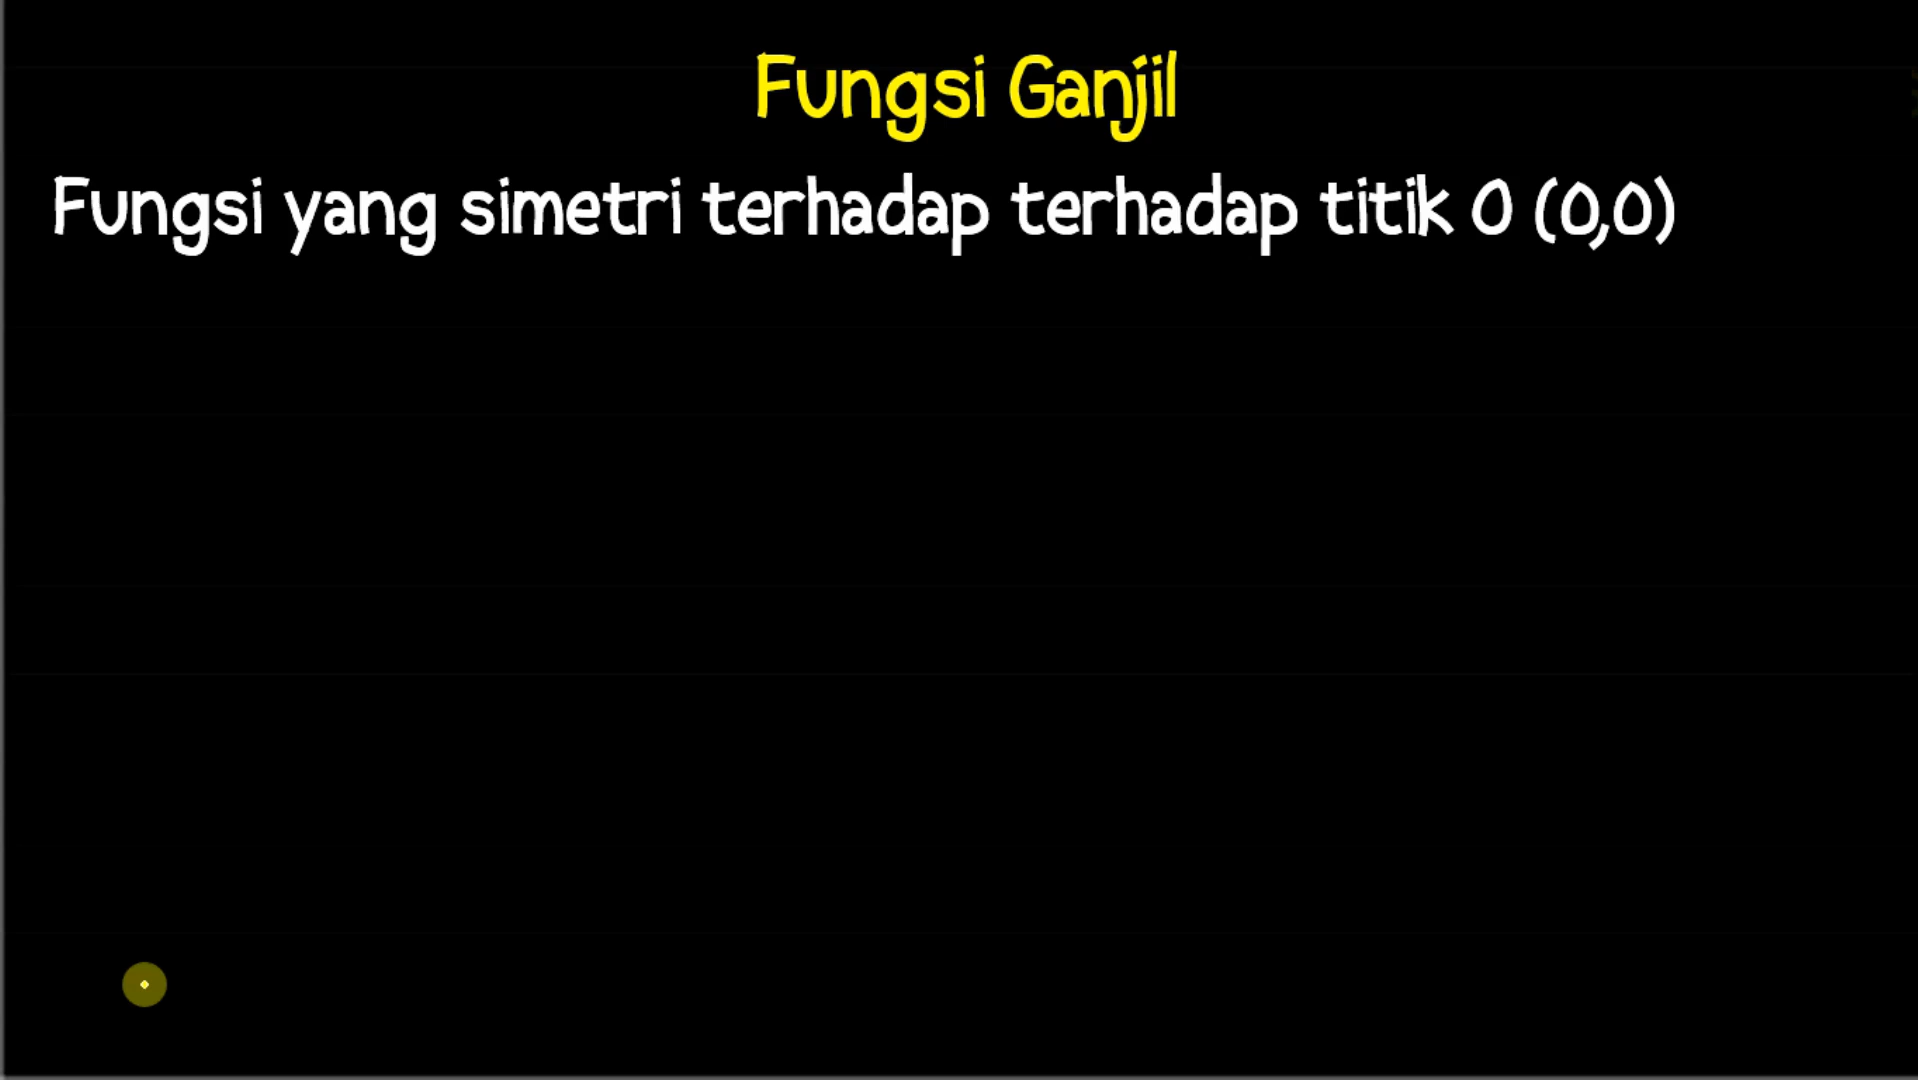 Fungsi Ganjil
Fungsi yang simetri terhadap terhadap titik O (0,0)